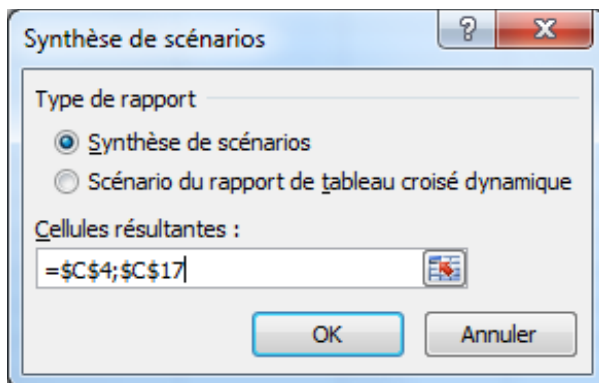 Synthèse de scénarios
Type de rapport
Synthèse de scénarios
Scénario du rapport de tableau croisé dynamique
Cellules résultantes :
=$C$4;$C$17
OK Annuler